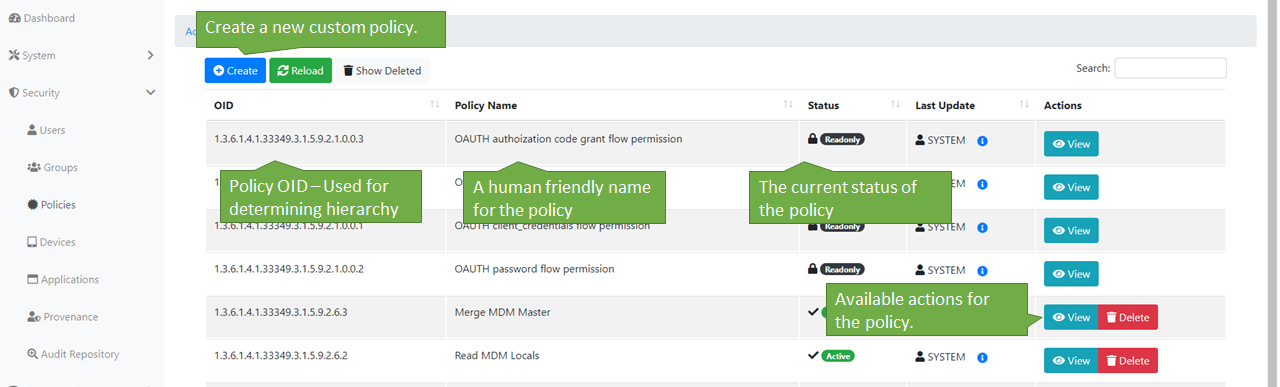 Dashboard
System
Security
Users
Groups
Policies
Devices
Applications
Provenance
Audit Repository
Create a new custom policy.
Create Reload Show Deleted
Search:
OID Policy Name Status Last Update Actions
1.3.6.1.4.1.33349.3.1.5.9.2.1.0.0.3 OAUTH authoization code grant flow permission Readonly SYSTEM View
Policy OID – Used for
determining hierarchy
A human friendly name
for the policy
The current status of
the policy
View
1.3.6.1.4.1.33349.3.1.5.9.2.1.0.0.1 OAUTH client_credentials flow permission Readonly SYSTEM View
1.3.6.1.4.1.33349.3.1.5.9.2.1.0.0.2 OAUTH password flow permission Readonly SYSTEM View
Available actions for
the policy.
1.3.6.1.4.1.33349.3.1.5.9.2.6.3 Merge MDM Master View Delete
1.3.6.1.4.1.33349.3.1.5.9.2.6.2 Read MDM Locals Active SYSTEM View Delete